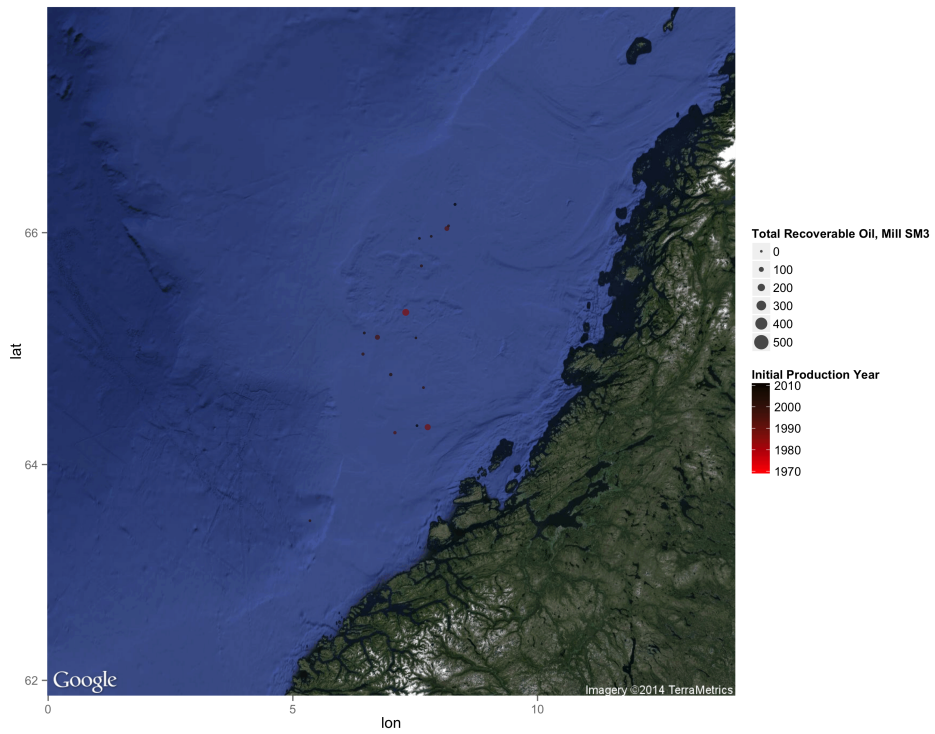 66
64
62
lat
0
5
10
lon
Google
Imagery ©2014 TerraMetrics
Total Recoverable Oil, Mill SM3
0
100
200
300
400
500
Initial Production Year
2010
2000
1990
1980
1970